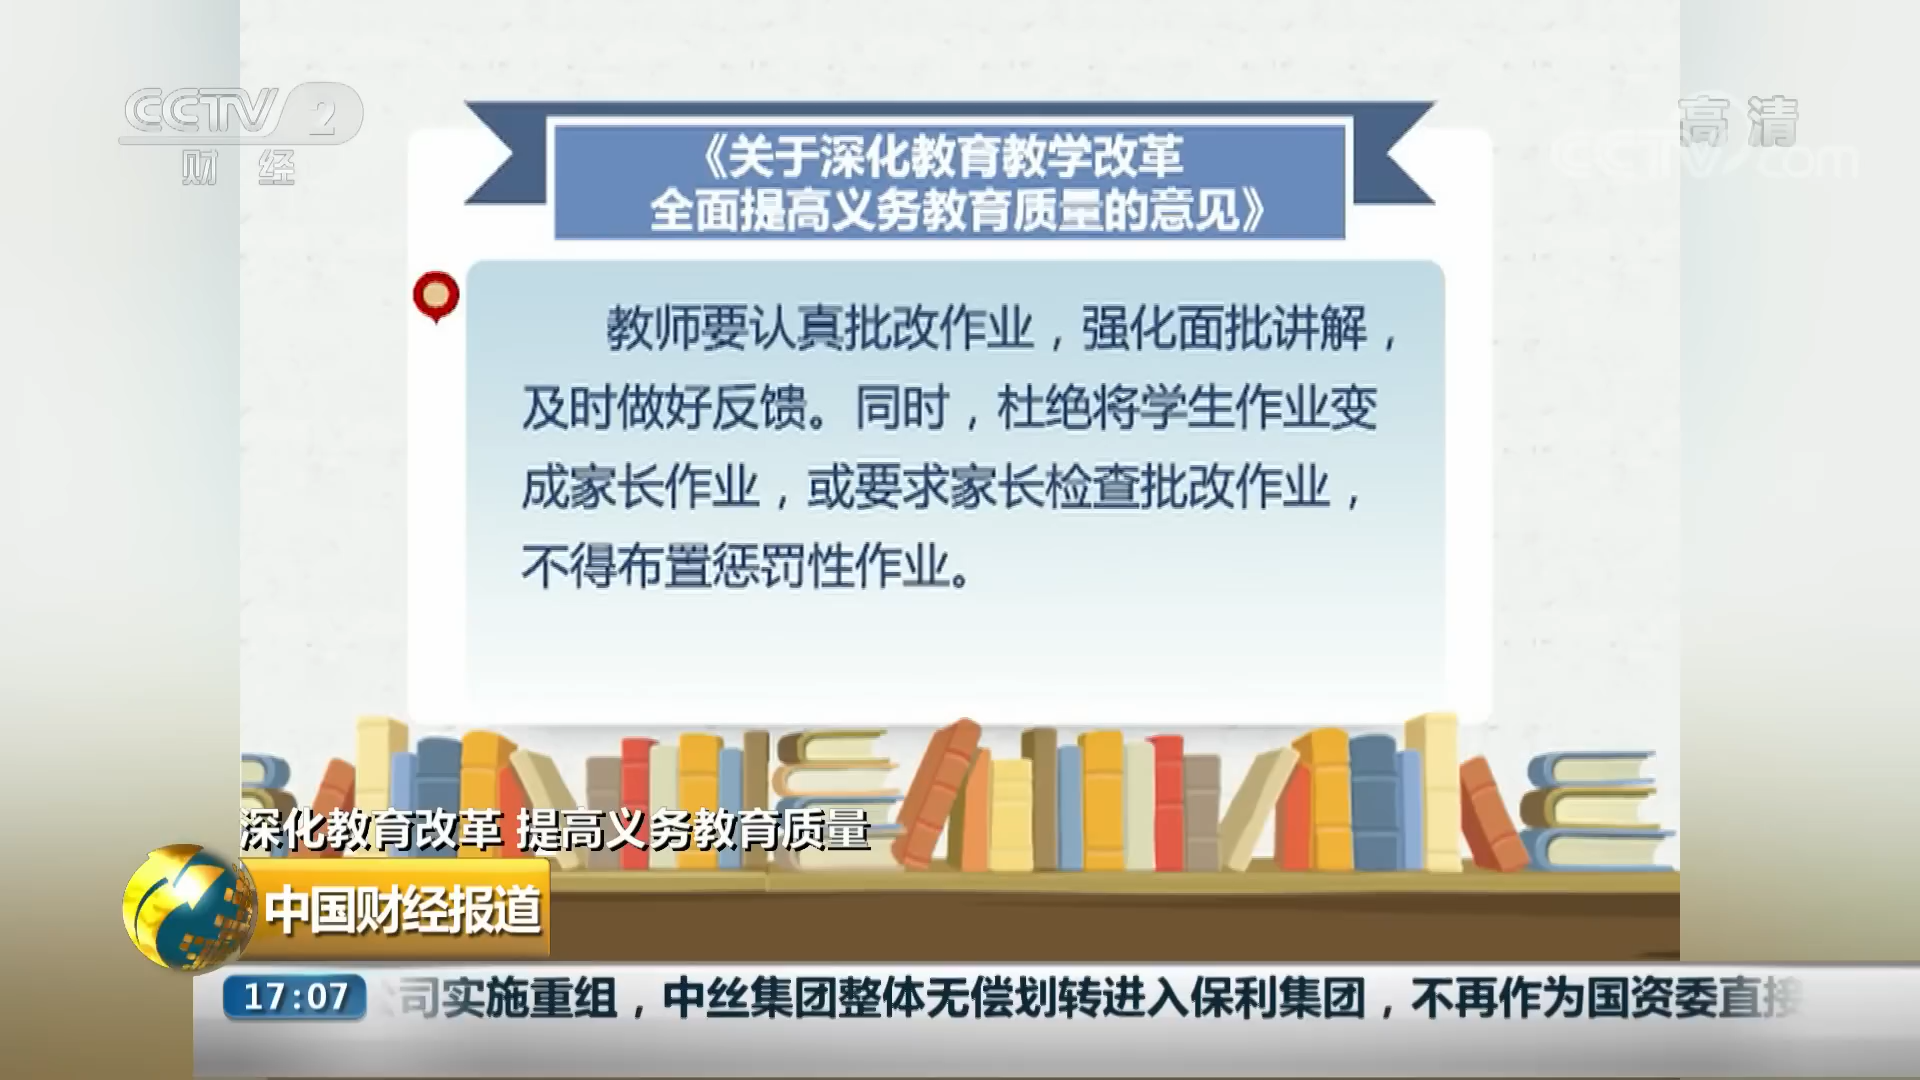 CCTV 2
财 经
高清
CCTV.com
《关于深化教育教学改革
全面提高义务教育质量的意见》
教师要认真批改作业，强化面批讲解，
及时做好反馈。同时，杜绝将学生作业变
成家长作业，或要求家长检查批改作业，
不得布置惩罚性作业。
深化教育改革 提高义务教育质量
中国财经报道
17:07 司实施重组，中丝集团整体无偿划转进入保利集团，不再作为国资委直接